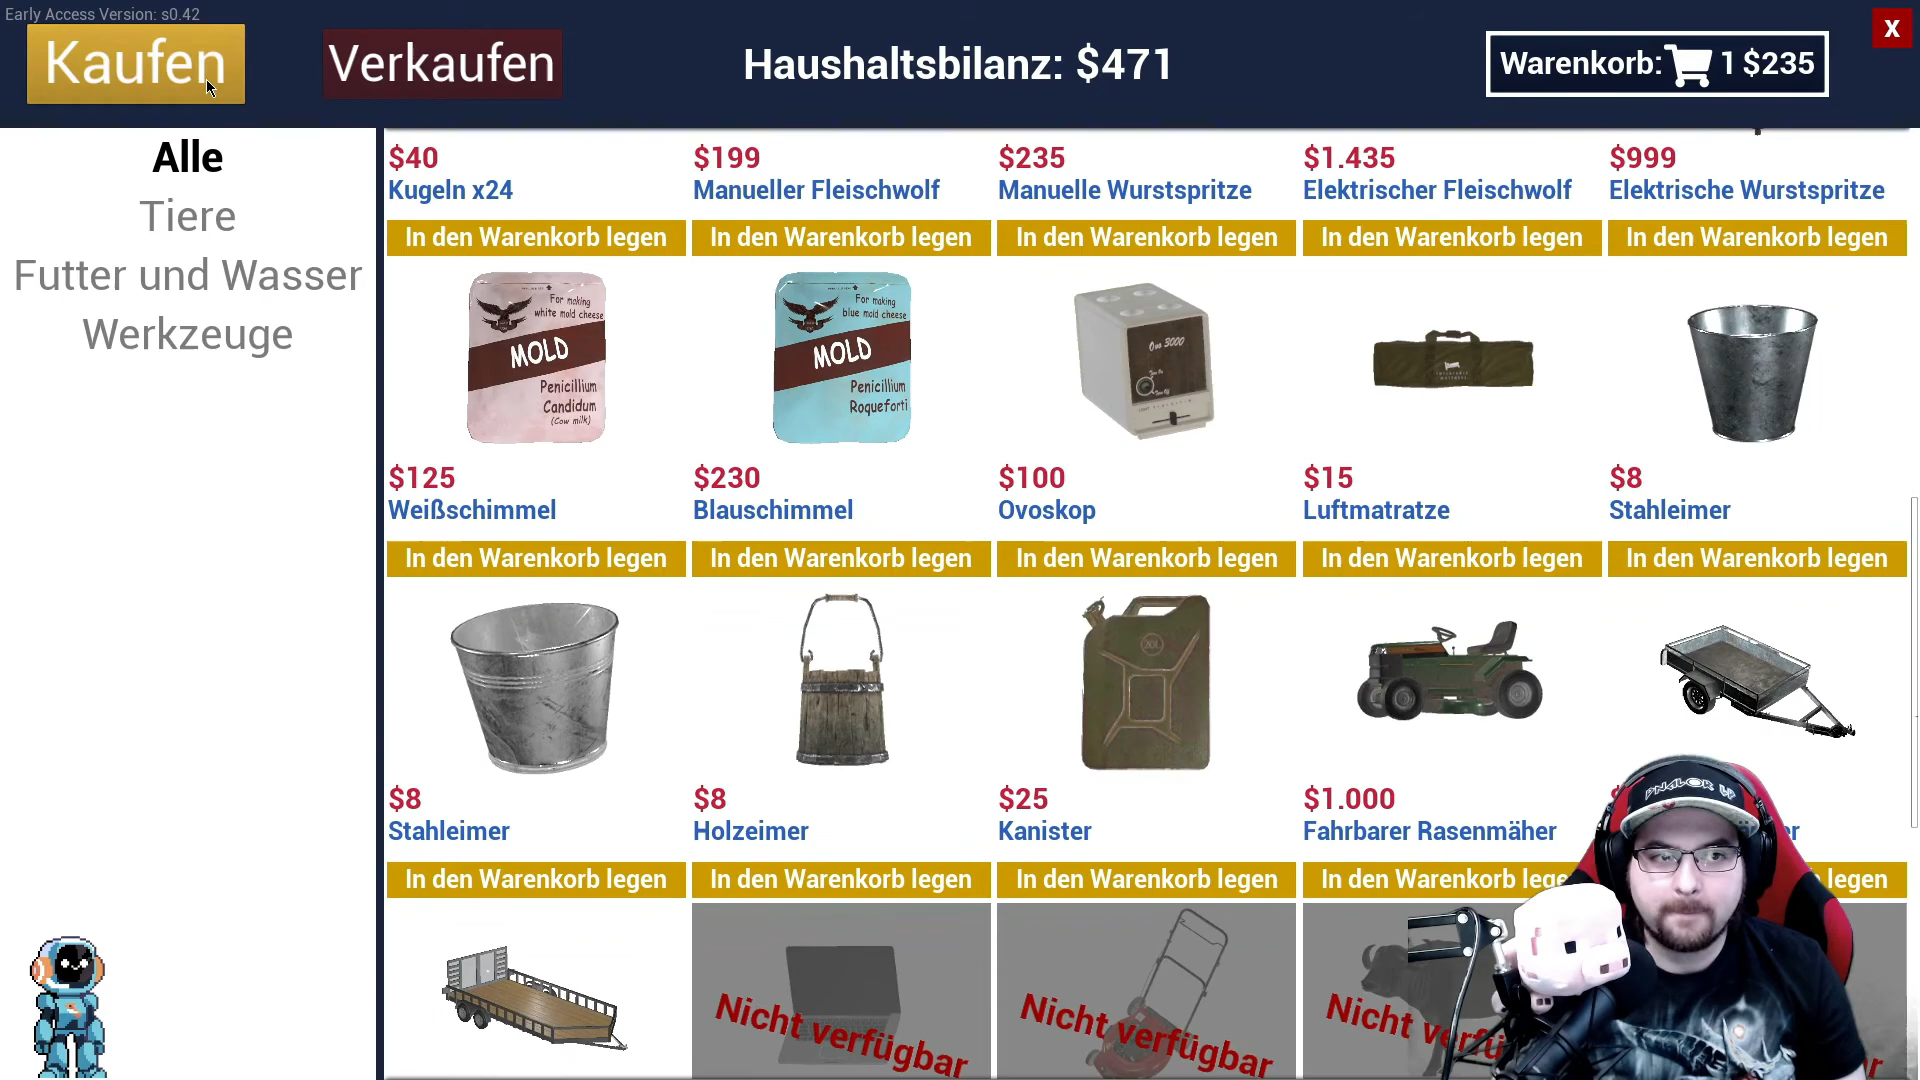 Early Access Version: s0.42
Kaufen
Verkaufen
Haushaltsbilanz: $471
Warenkorb: 1 $235
X
Alle
Tiere
Futter und Wasser
Werkzeuge
$40
Kugeln x24
In den Warenkorb legen
$199
Manueller Fleischwolf
In den Warenkorb legen
$235
Manuelle Wurstspritze
In den Warenkorb legen
$1.435
Elektrischer Fleischwolf
In den Warenkorb legen
$999
Elektrische Wurstspritze
In den Warenkorb legen
For making
white mold cheese
MOLD
Penicillium
Candidum
(Cow milk)
$125
Weißschimmel
In den Warenkorb legen
For making
blue mold cheese
MOLD
Penicillium
Roqueforti
$230
Blauschimmel
In den Warenkorb legen
Ovo 3000
$100
Ovoskop
In den Warenkorb legen
$15
Luftmatratze
In den Warenkorb legen
$8
Stahleimer
In den Warenkorb legen
$8
Stahleimer
In den Warenkorb legen
$8
Holzeimer
In den Warenkorb legen
$25
Kanister
In den Warenkorb legen
$1.000
Fahrbarer Rasenmäher
In den Warenkorb
legen
Nicht verfügbar
Nicht verfügbar
Nicht